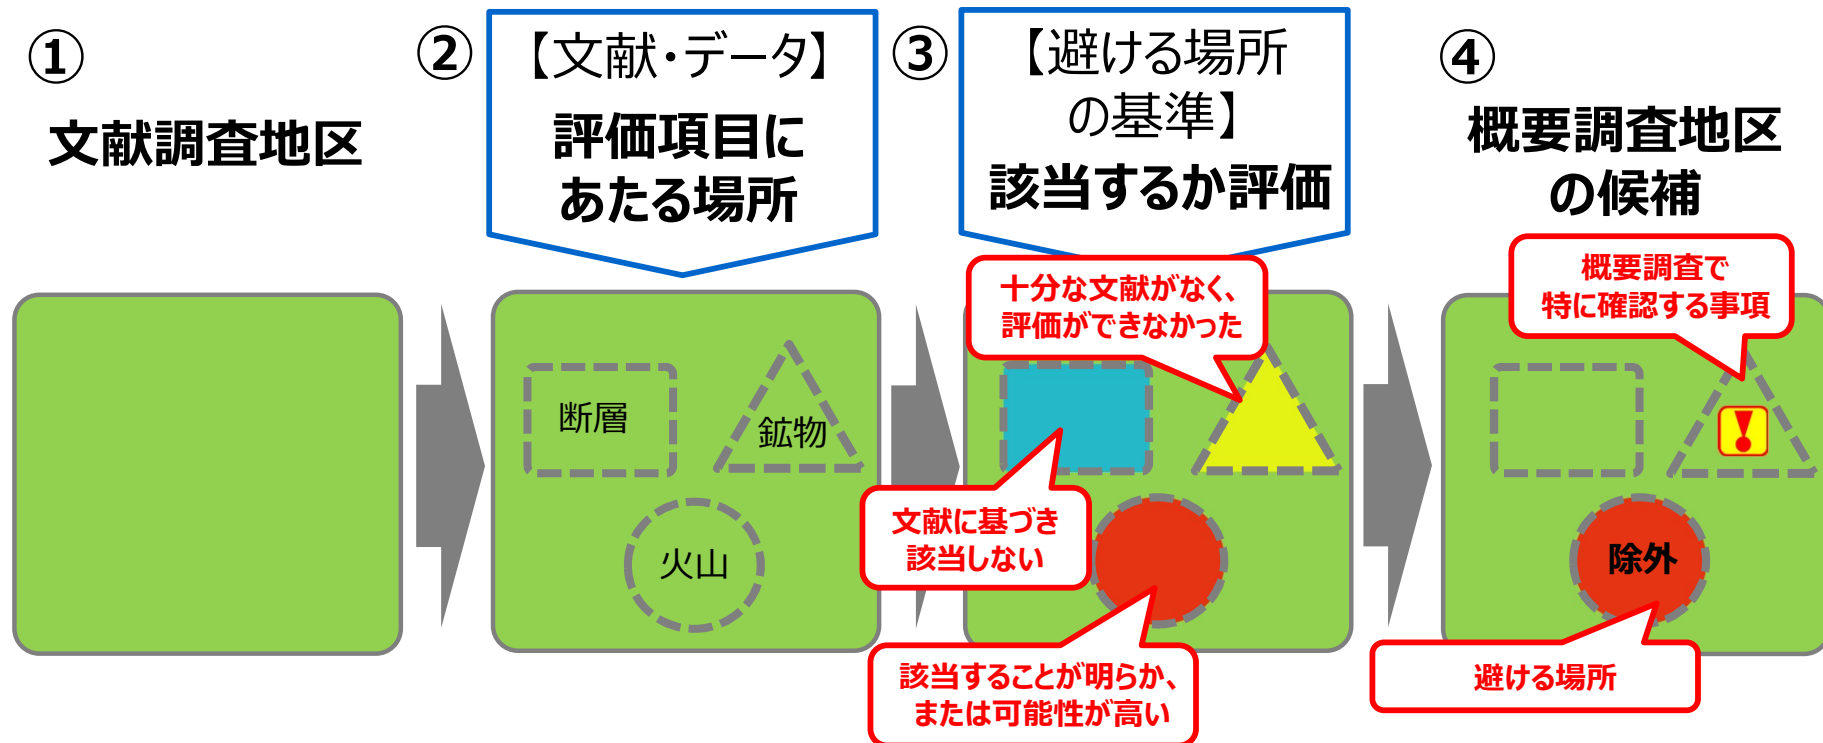 ①
文献調査地区
②
【文献・データ】
評価項目に
あたる場所
断層
鉱物
火山
③
【避ける場所
の基準】
該当するか評価
十分な文献がなく、
評価ができなかった
文献に基づき
該当しない
該当することが明らか、
または可能性が高い
④
概要調査地区
の候補
概要調査で
特に確認する事項
除外
避ける場所